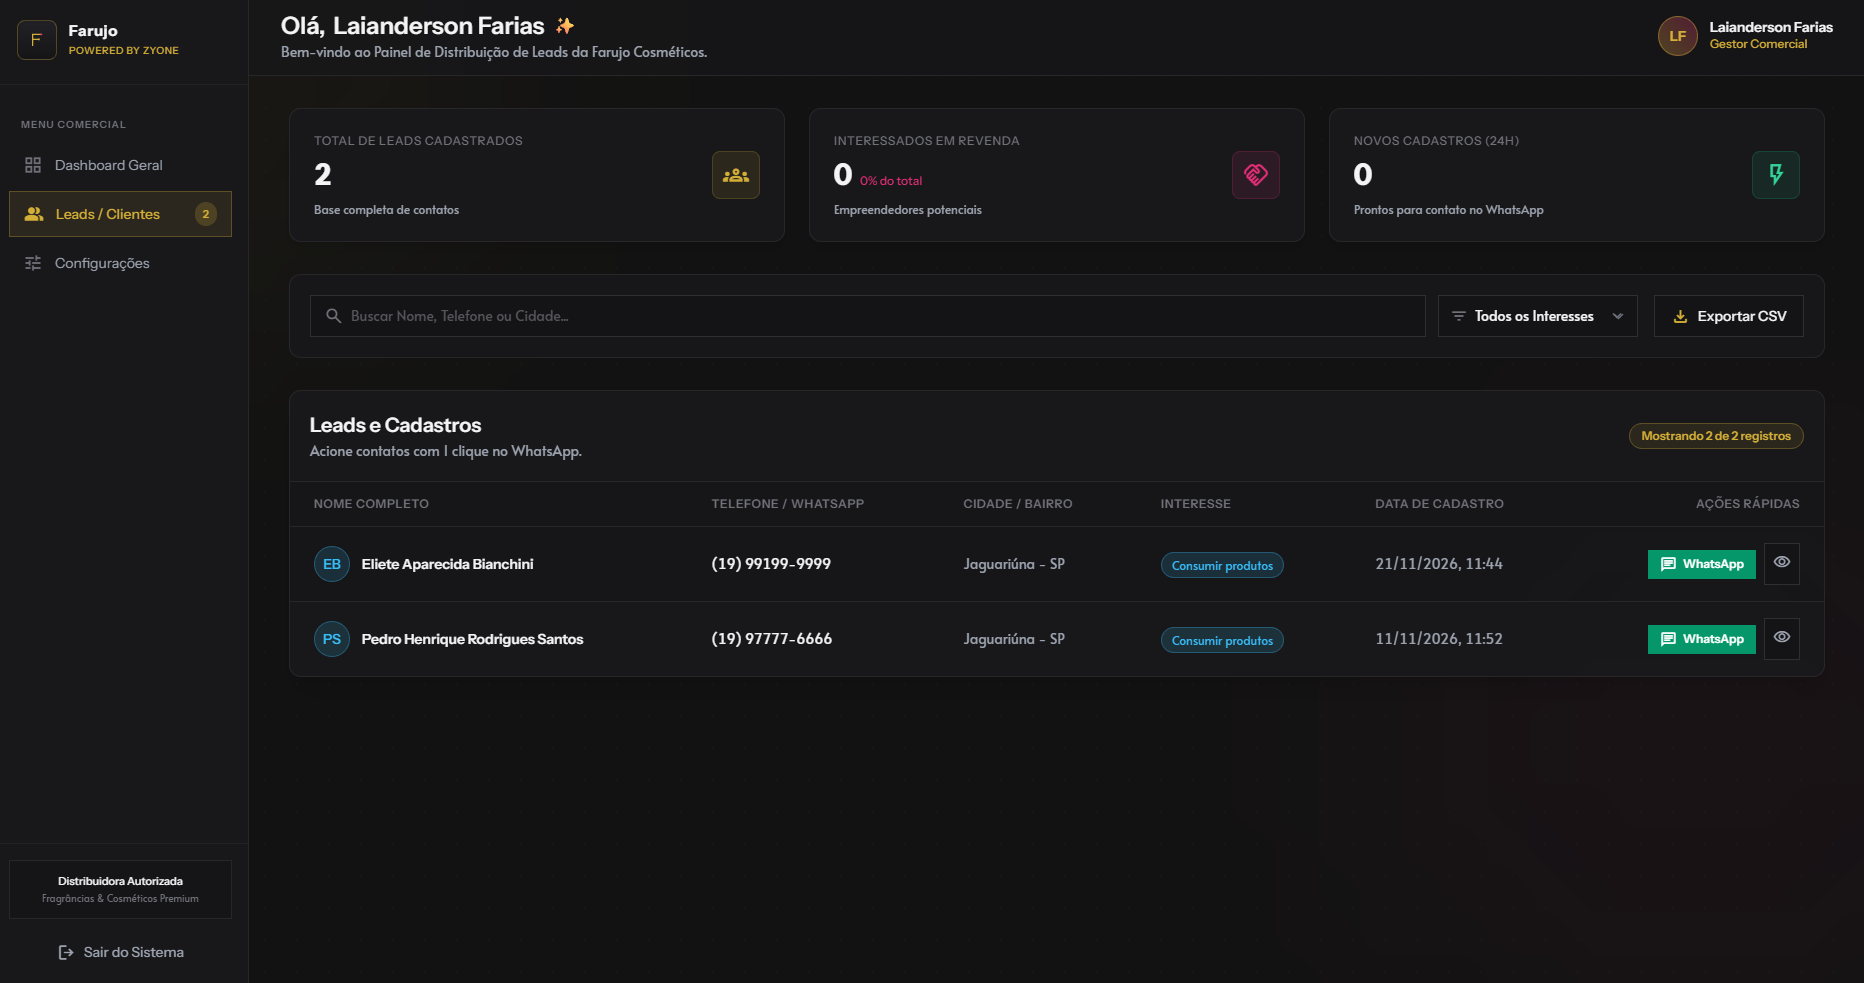 F
Farujo
POWERED BY ZYONE
MENU COMERCIAL
Dashboard Geral
Leads / Clientes 2
Configurações
Distribuidora Autorizada
Fragrâncias & Cosméticos Premium
Sair do Sistema
Olá, Laianderson Farias ✨
Bem-vindo ao Painel de Distribuição de Leads da Farujo Cosméticos.
LF
Laianderson Farias
Gestor Comercial
TOTAL DE LEADS CADASTRADOS
2
Base completa de contatos
INTERESSADOS EM REVENDA
0 0% do total
Empreendedores potenciais
NOVOS CADASTROS (24H)
0
Prontos para contato no WhatsApp
Buscar Nome, Telefone ou Cidade...
Todos os Interesses
Exportar CSV
Leads e Cadastros
Acione contatos com 1 clique no WhatsApp.
Mostrando 2 de 2 registros
NOME COMPLETO TELEFONE / WHATSAPP CIDADE / BAIRRO INTERESSE DATA DE CADASTRO AÇÕES RÁPIDAS
EB Eliete Aparecida Bianchini (19) 99199-9999 Jaguariúna - SP Consumir produtos 21/11/2026, 11:44 WhatsApp
PS Pedro Henrique Rodrigues Santos (19) 97777-6666 Jaguariúna - SP Consumir produtos 11/11/2026, 11:52 WhatsApp